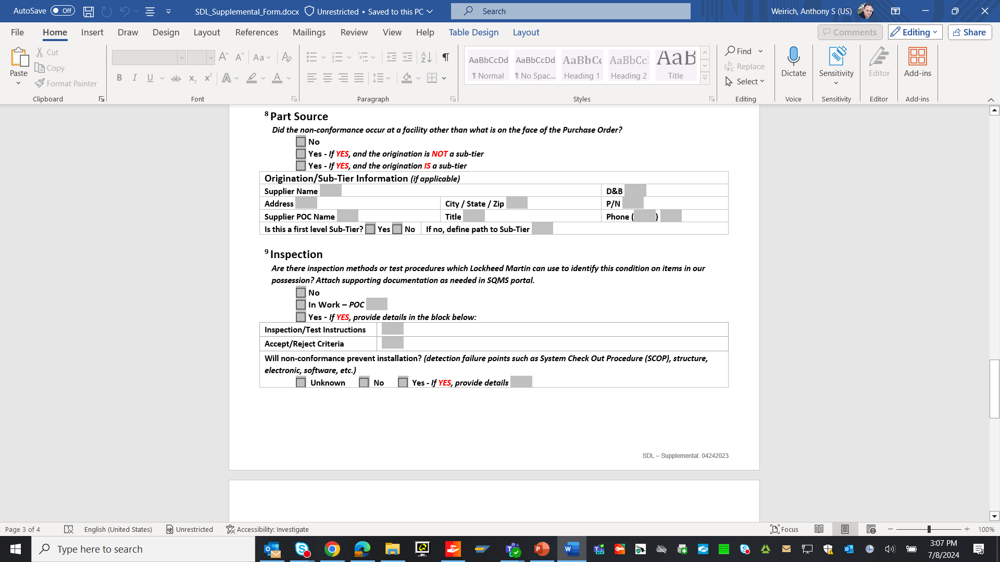 AutoSave Off SDL_Supplemental_Form.docx Unrestricted • Saved to this PC Search Weirich, Anthony S (US)
File Home Insert Draw Design Layout References Mailings Review View Help Table Design Layout Comments Editing Share
Paste Cut Copy Format Painter
Clipboard
Aa
B I U ab x₂ x² A A
Font
Paragraph
AaBbCcDd ¶ Normal
AaBbCcDd ¶ No Spac...
AaBbCc Heading 1
AaBbCc Heading 2
AaB Title
Styles
Find
Replace
Select
Editing
Dictate
Voice
Sensitivity
Sensitivity
Editor
Editor
Add-ins
Add-ins
⁸ Part Source
Did the non-conformance occur at a facility other than what is on the face of the Purchase Order?
No
Yes - If YES, and the origination is NOT a sub-tier
Yes - If YES, and the origination IS a sub-tier
Origination/Sub-Tier Information (if applicable)
Supplier Name D&B
Address City / State / Zip P/N
Supplier POC Name Title Phone ( )
Is this a first level Sub-Tier? Yes No If no, define path to Sub-Tier
⁹ Inspection
Are there inspection methods or test procedures which Lockheed Martin can use to identify this condition on items in our
possession? Attach supporting documentation as needed in SQMS portal.
No
In Work – POC
Yes - If YES, provide details in the block below:
Inspection/Test Instructions
Accept/Reject Criteria
Will non-conformance prevent installation? (detection failure points such as System Check Out Procedure (SCOP), structure,
electronic, software, etc.)
Unknown No Yes - If YES, provide details
SDL – Supplemental: 04242023
Page 3 of 4 English (United States) Unrestricted Accessibility: Investigate Focus 100%
Type here to search
3:07 PM
7/8/2024